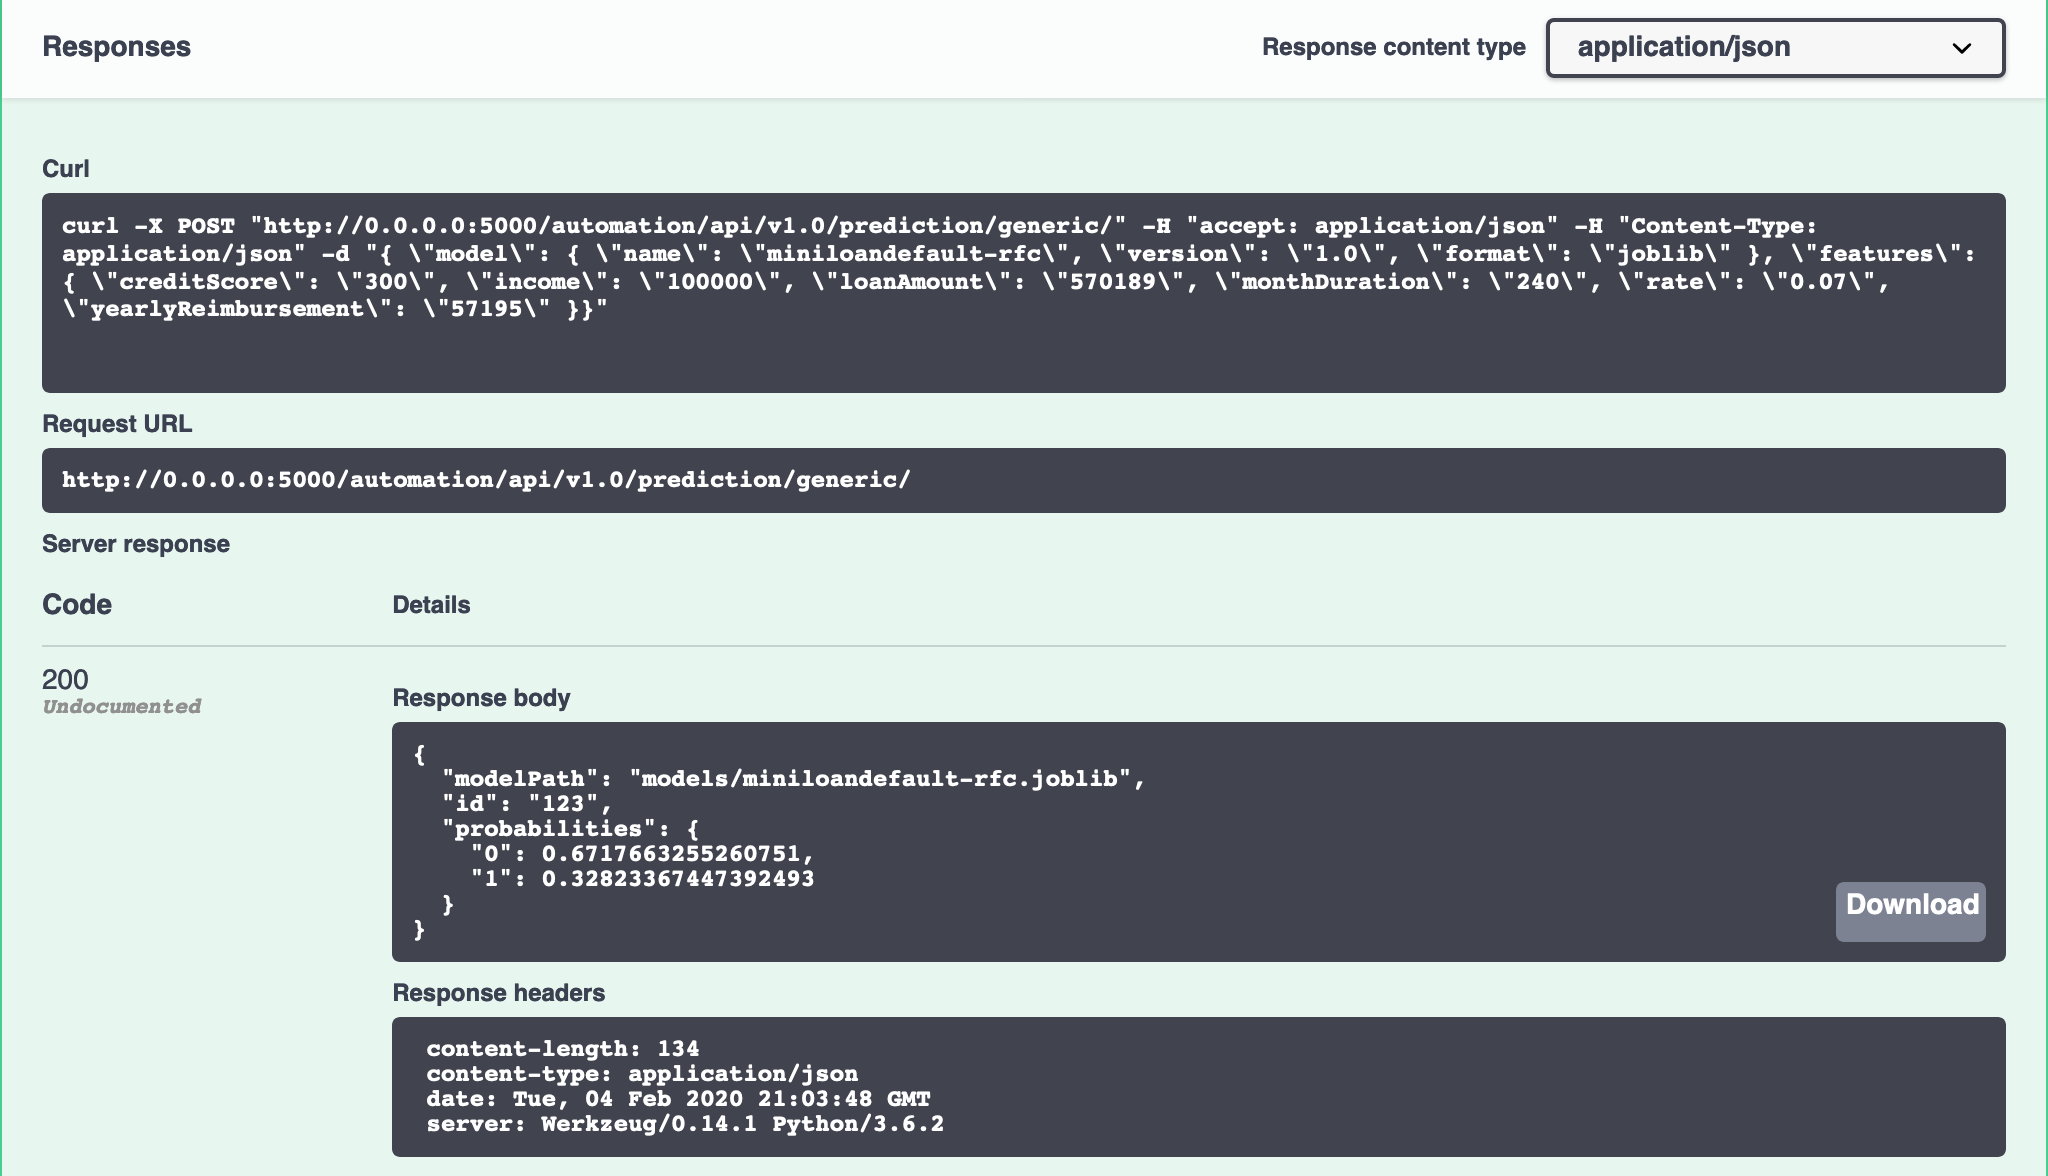 Responses
Response content type
application/json
Curl
curl -X POST "http://0.0.0.0:5000/automation/api/v1.0/prediction/generic/" -H "accept: application/json" -H "Content-Type:
application/json" -d "{ \"model\": { \"name\": \"miniloandefault-rfc\", \"version\": \"1.0\", \"format\": \"joblib\" }, \"features\":
{ \"creditScore\": \"300\", \"income\": \"100000\", \"loanAmount\": \"570189\", \"monthDuration\": \"240\", \"rate\": \"0.07\",
\"yearlyReimbursement\": \"57195\" }}"
Request URL
http://0.0.0.0:5000/automation/api/v1.0/prediction/generic/
Server response
Code
Details
200
Undocumented
Response body
{
  "modelPath": "models/miniloandefault-rfc.joblib",
  "id": "123",
  "probabilities": {
    "0": 0.6717663255260751,
    "1": 0.32823367447392493
  }
}
Download
Response headers
content-length: 134
content-type: application/json
date: Tue, 04 Feb 2020 21:03:48 GMT
server: Werkzeug/0.14.1 Python/3.6.2